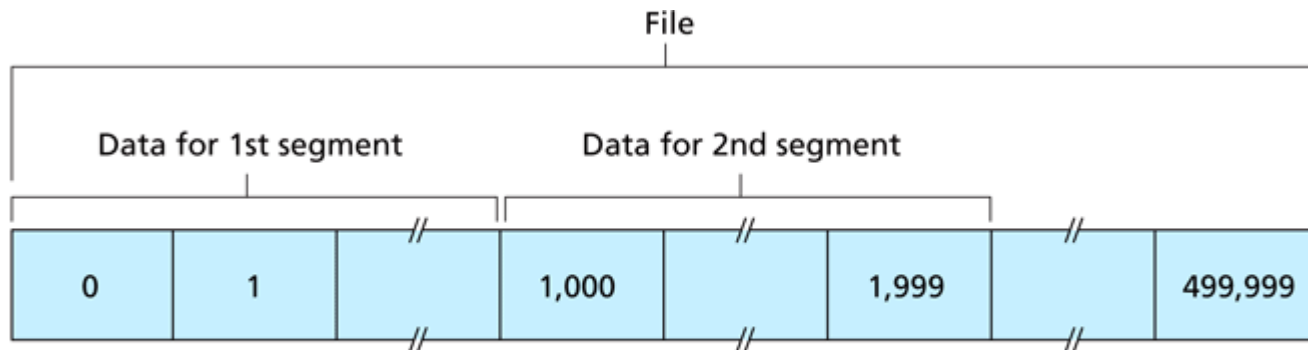 File
Data for 1st segment
Data for 2nd segment
0 1 1,000 1,999 499,999